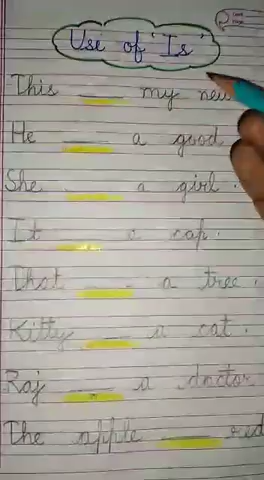 Use of 'Is'
This ___ my new
He ___ a good
She ___ a girl.
It ___ a cap.
That ___ a tree.
Kitty ___ a cat.
Raj ___ a doctor
The apple ___ red